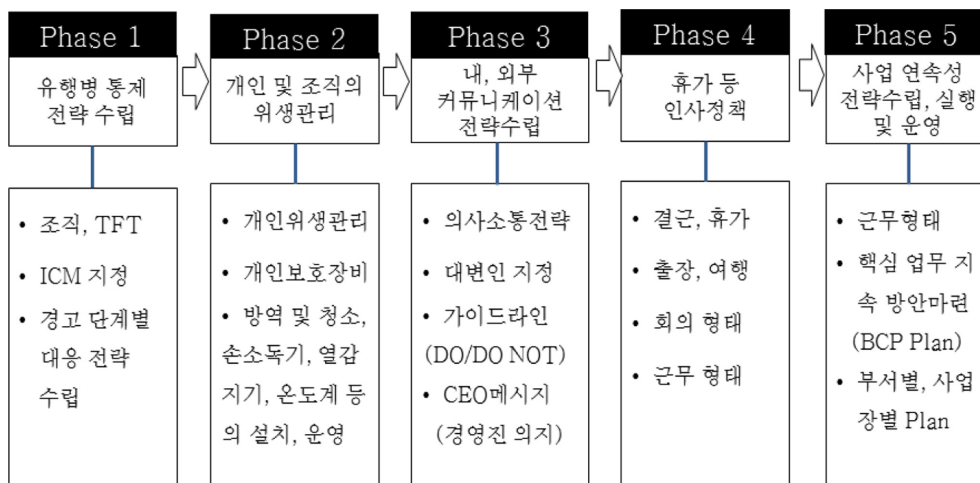 Phase 1
유행병 통제
전략 수립
Phase 2
개인 및 조직의
위생관리
Phase 3
내, 외부
커뮤니케이션
전략수립
Phase 4
휴가 등
인사정책
Phase 5
사업 연속성
전략수립, 실행
및 운영
• 조직, TFT
• ICM 지정
• 경고 단계별
대응 전략
수립
• 개인위생관리
• 개인보호장비
• 방역 및 청소,
손소독기, 열감
지기, 온도계 등
의 설치, 운영
• 의사소통전략
• 대변인 지정
• 가이드라인
(DO/DO NOT)
• CEO메시지
(경영진 의지)
• 결근, 휴가
• 출장, 여행
• 회의 형태
• 근무 형태
• 근무형태
• 핵심 업무 지
속 방안마련
(BCP Plan)
• 부서별, 사업
장별 Plan